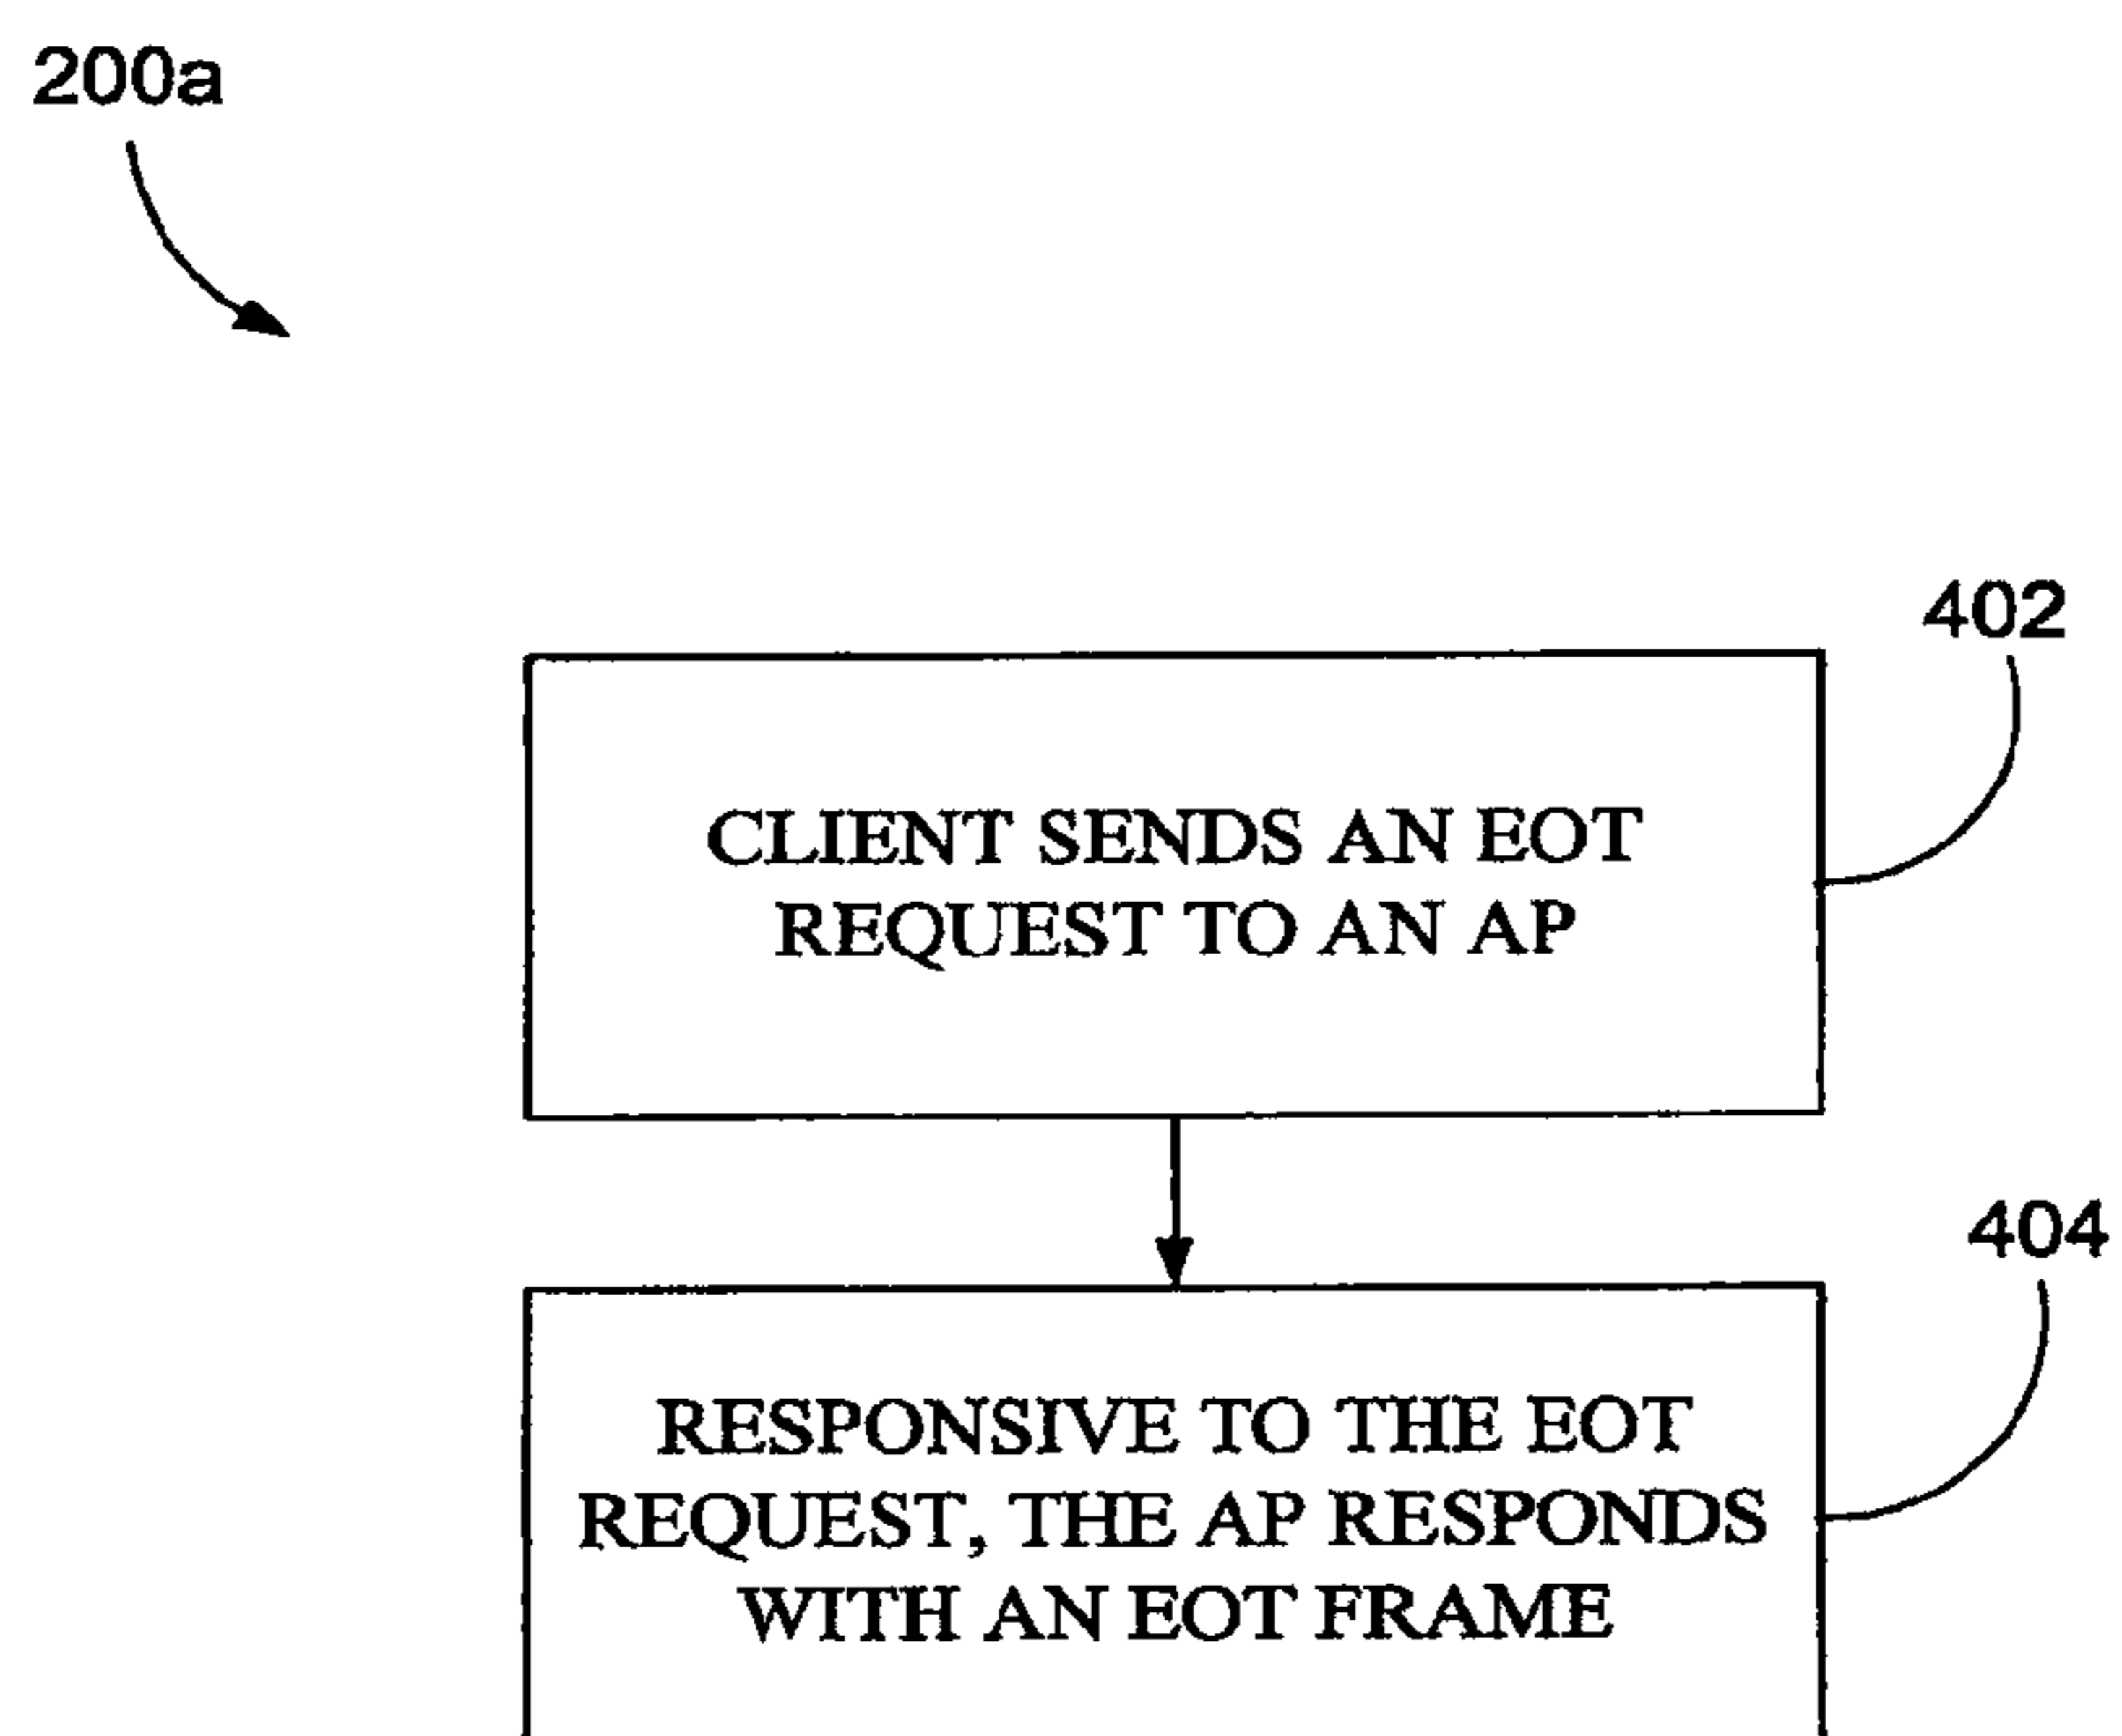 200a
402
CLIENT SENDS AN EOT
REQUEST TO AN AP
404
RESPONSIVE TO THE EOT
REQUEST, THE AP RESPONDS
WITH AN EOT FRAME